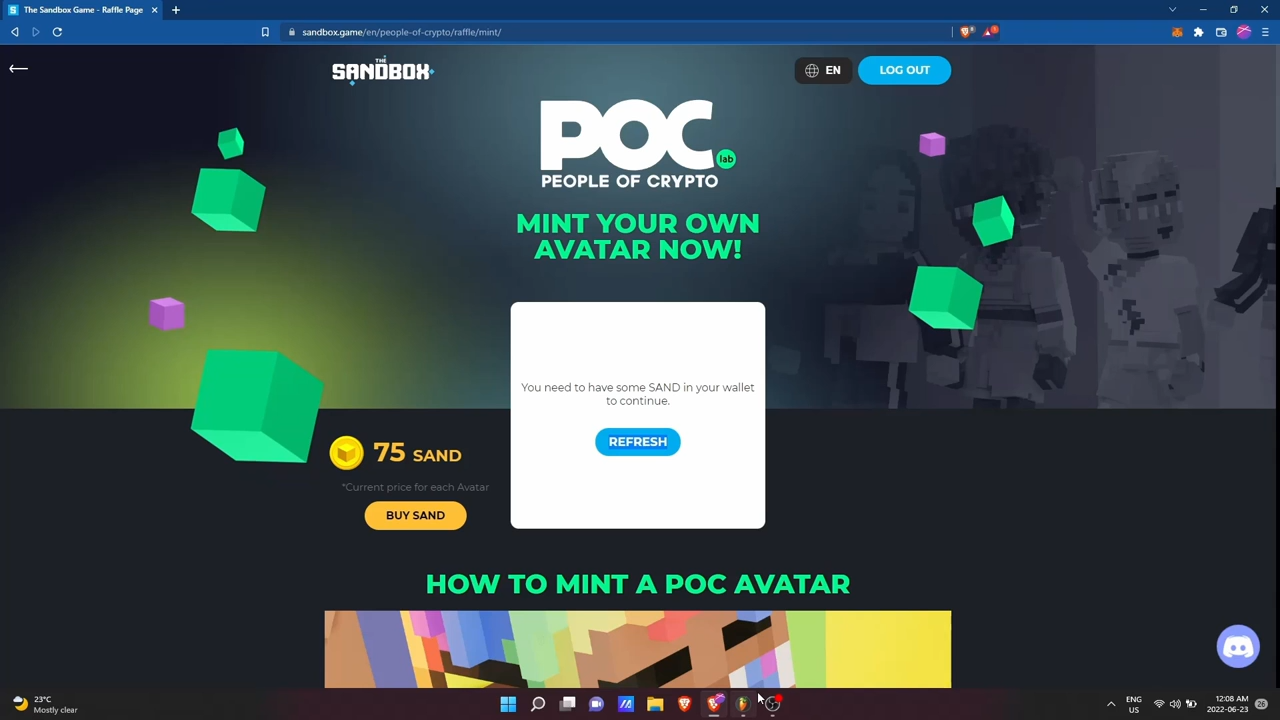 The Sandbox Game - Raffle Page
sandbox.game/en/people-of-crypto/raffle/mint/
THE
SANDBOX
EN
LOG OUT
POC
lab
PEOPLE OF CRYPTO
MINT YOUR OWN
AVATAR NOW!
You need to have some SAND in your wallet
to continue.
REFRESH
75 SAND
*Current price for each Avatar
BUY SAND
HOW TO MINT A POC AVATAR
23°C
Mostly clear
ENG
US
12:08 AM
2022-06-23